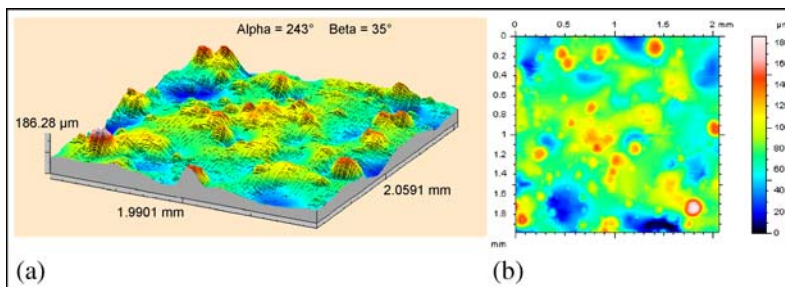 Alpha = 243° Beta = 35°
186.28 µm
1.9901 mm
2.0591 mm
(a)
0 0.5 1 1.5 2 mm
0
0.2
0.4
0.6
0.8
1
1.2
1.4
1.6
1.8
mm
180
160
140
120
100
80
60
40
20
0
(b)